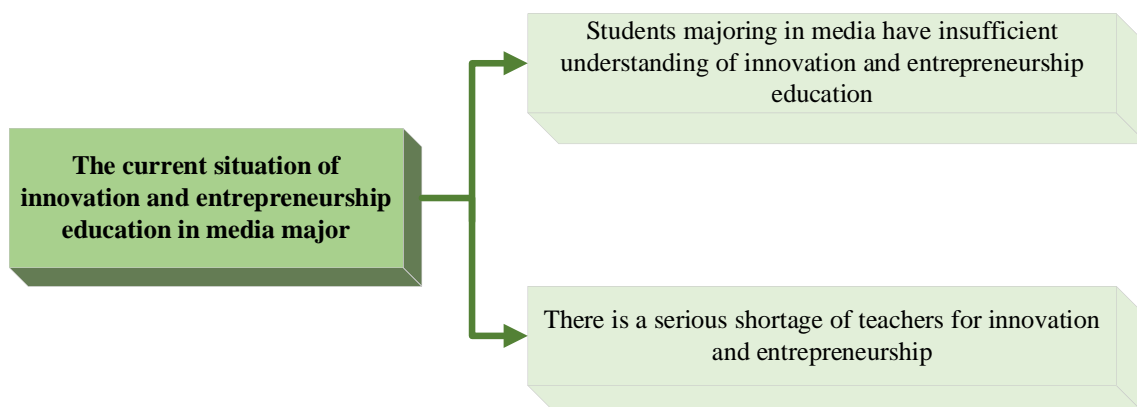 Students majoring in media have insufficient
understanding of innovation and entrepreneurship
education
The current situation of
innovation and entrepreneurship
education in media major
There is a serious shortage of teachers for innovation
and entrepreneurship